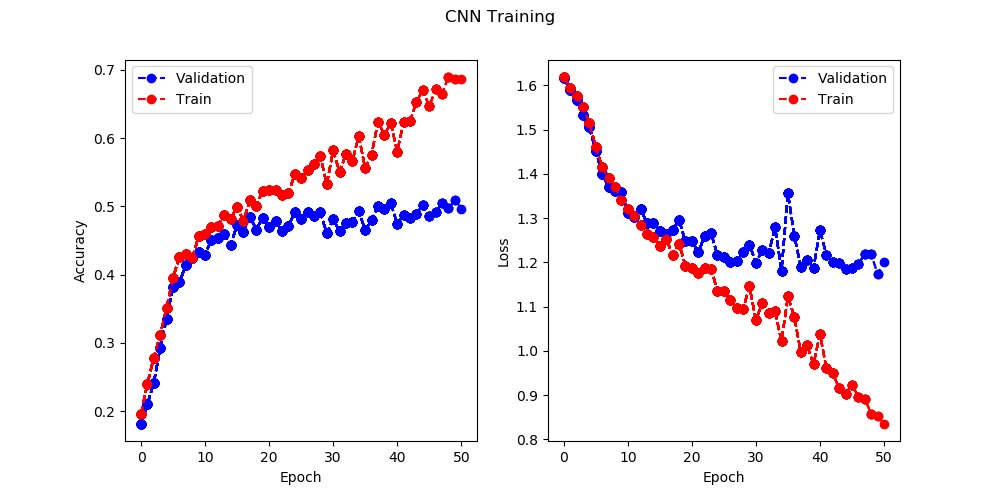 CNN Training
Validation
Train
0.7
0.6
0.5
0.4
0.3
0.2
Accuracy
0 10 20 30 40 50
Epoch
Validation
Train
1.6
1.5
1.4
1.3
1.2
1.1
1.0
0.9
0.8
Loss
0 10 20 30 40 50
Epoch